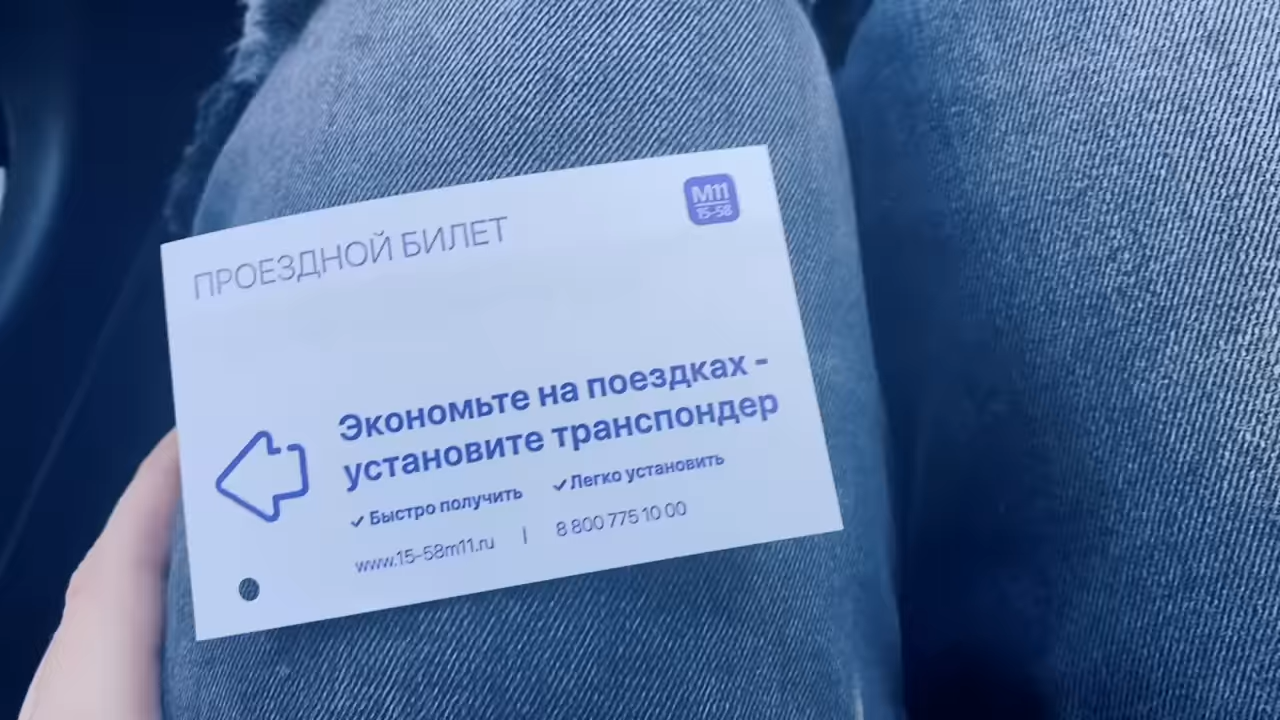 ПРОЕЗДНОЙ БИЛЕТ
М11
15-58
Экономьте на поездках -
установите транспондер
✓ Быстро получить ✓ Легко установить
www.15-58m11.ru | 8 800 775 10 00